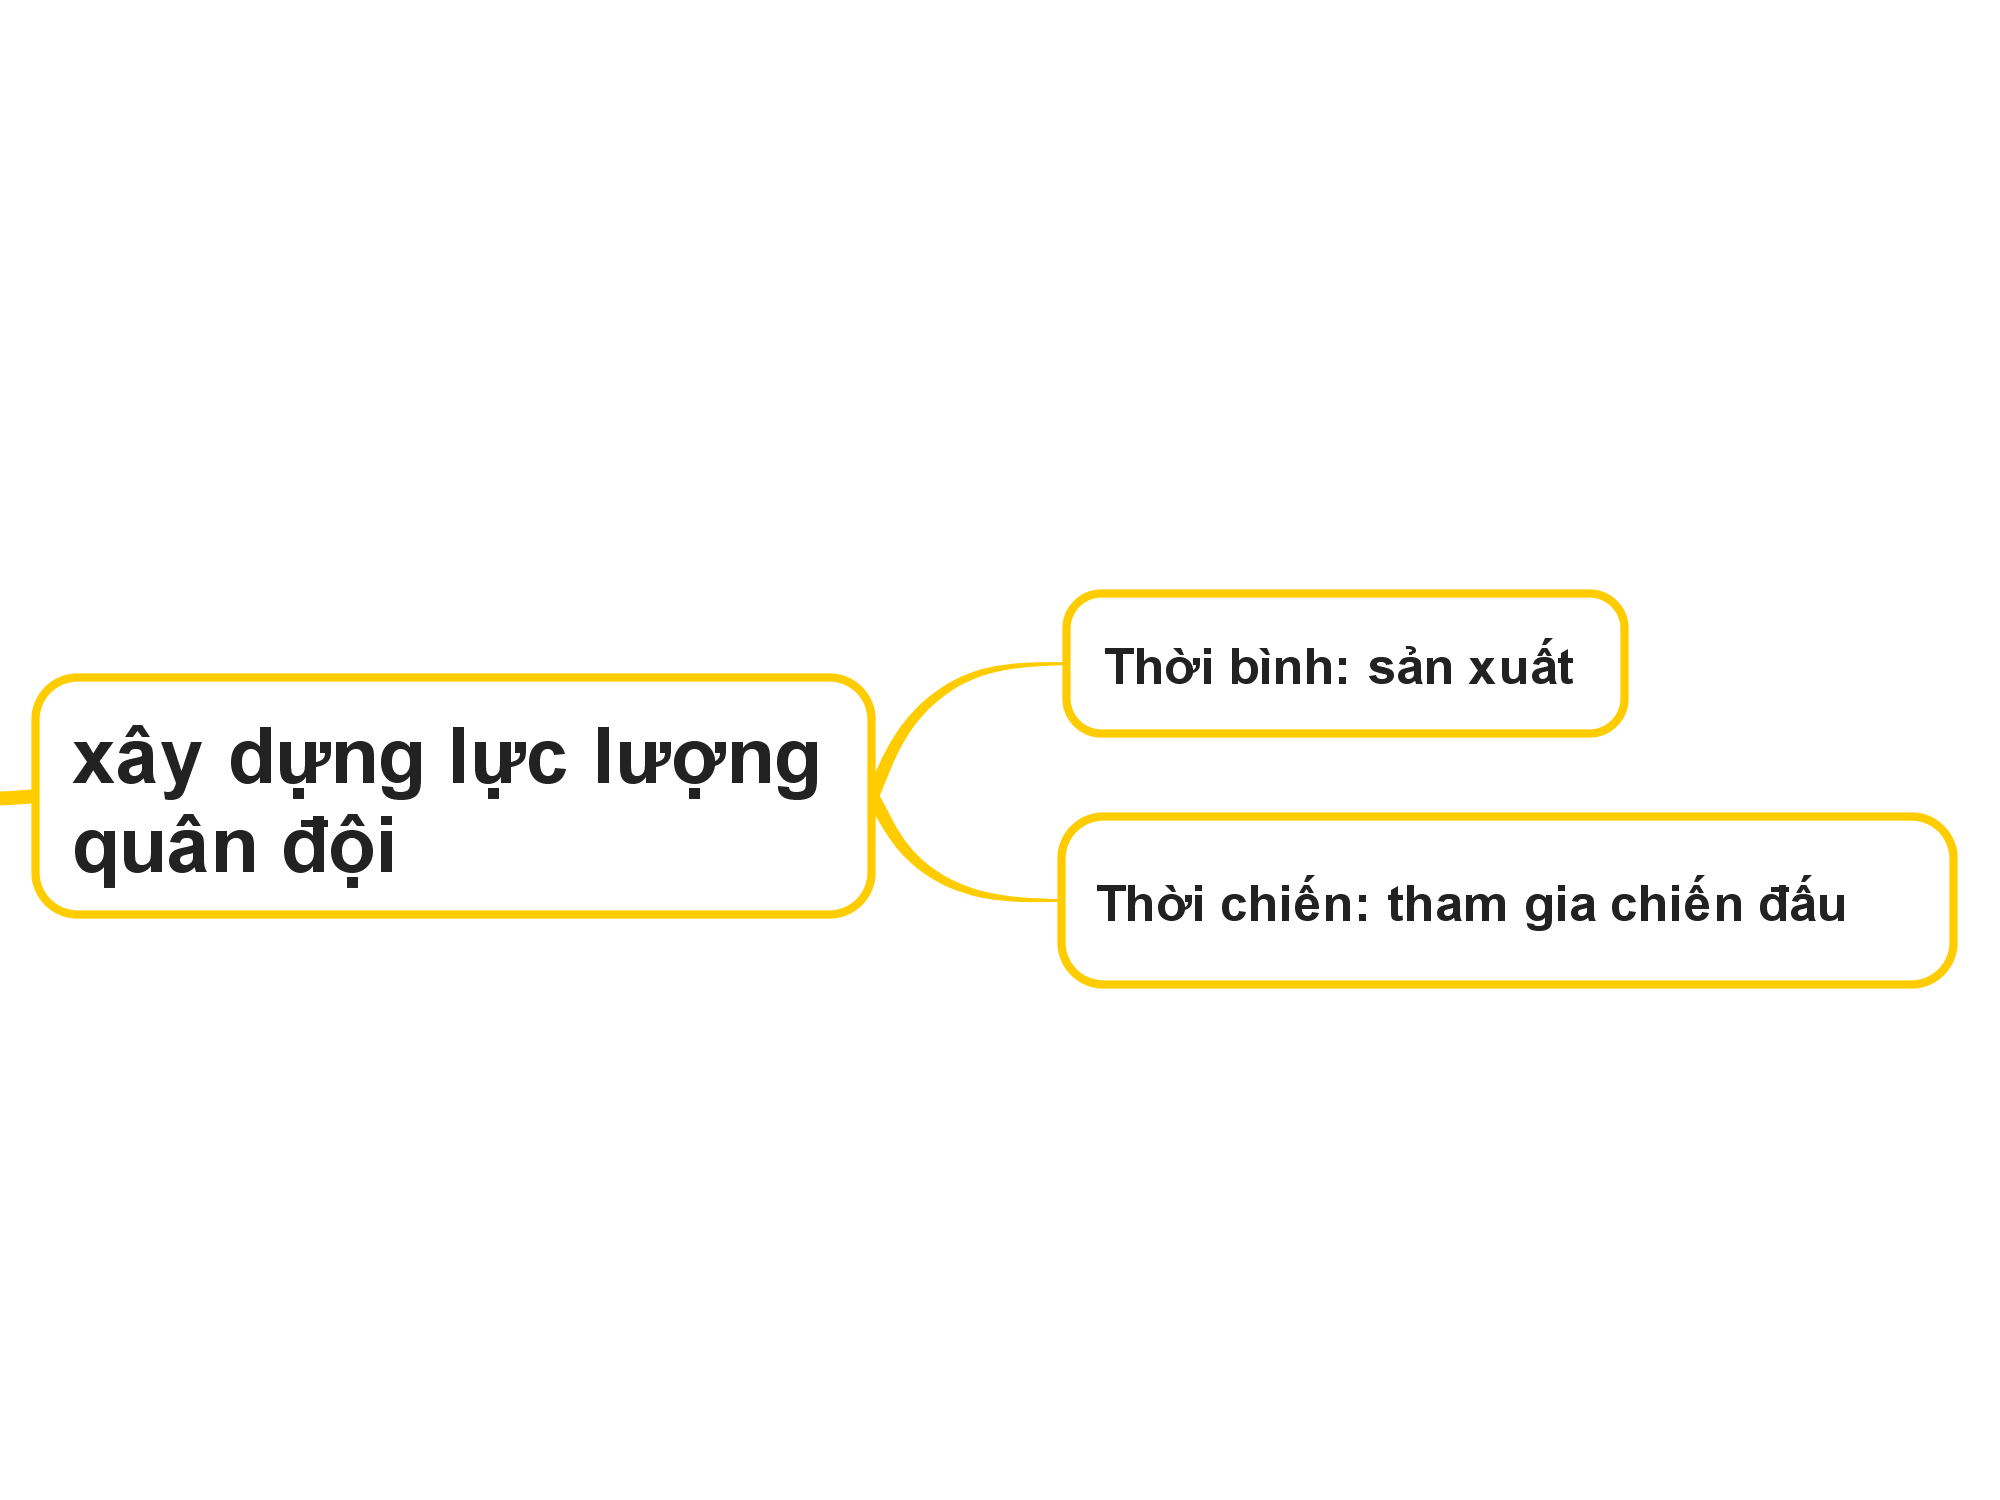 xây dựng lực lượng
quân đội
Thời bình: sản xuất
Thời chiến: tham gia chiến đấu